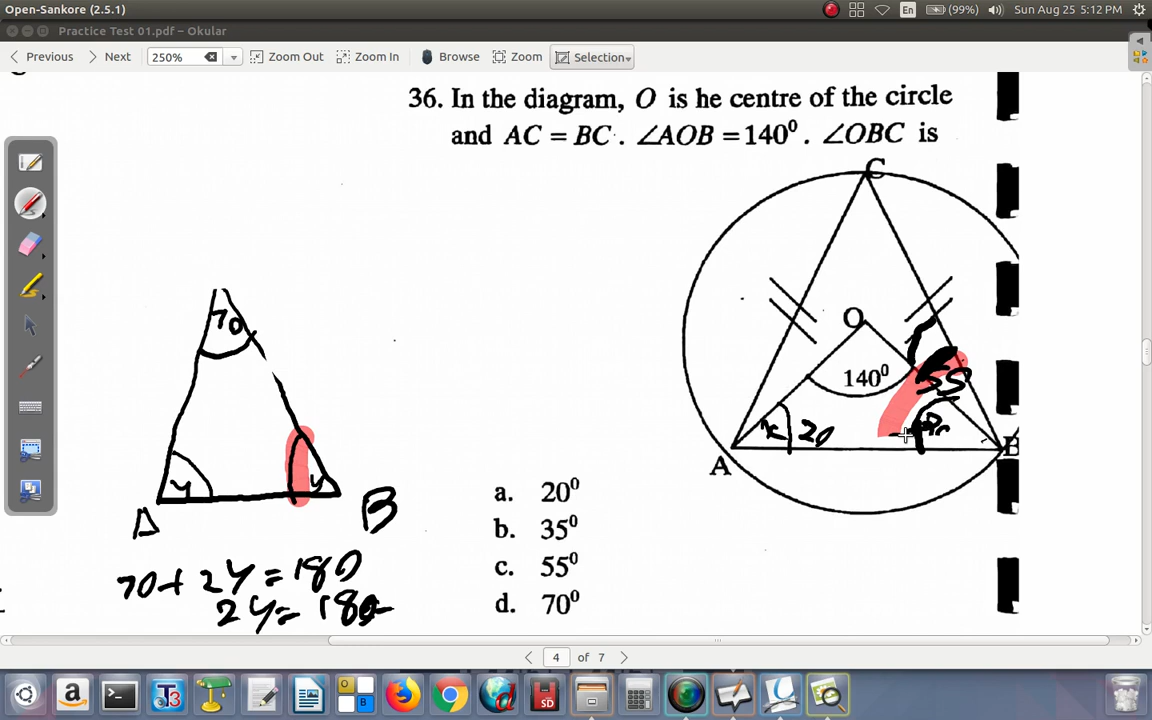 Open-Sankore (2.5.1)
En
(99%)
Sun Aug 25 5:12 PM
Practice Test 01.pdf - Okular
Previous
Next
250%
Zoom Out
Zoom In
Browse
Zoom
Selection
36. In the diagram, O is he centre of the circle
and AC = BC. ∠AOB = 140⁰. ∠OBC is
C
O
140⁰
55
x
20
A
B
70
y
y
A
B
70 + 2y = 180
2y = 180
a. 20⁰
b. 35⁰
c. 55⁰
d. 70⁰
4 of 7
SD